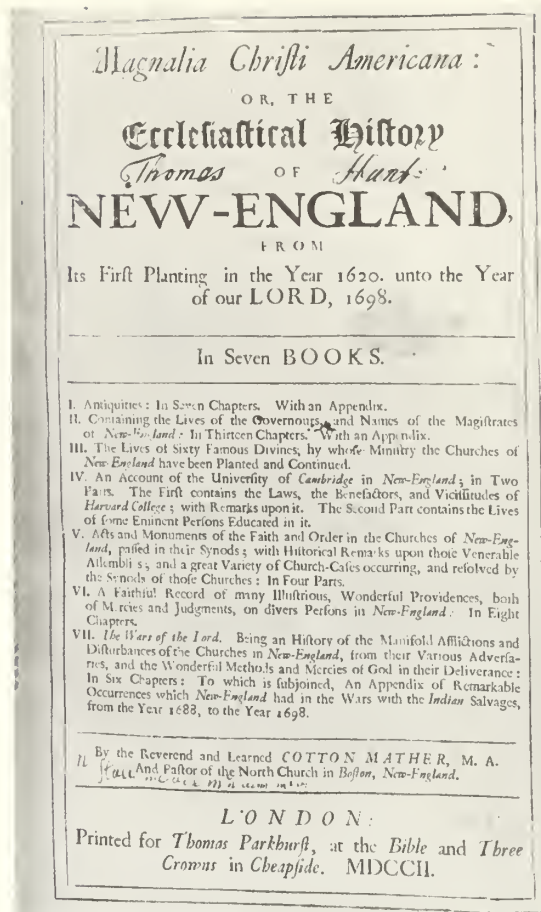 Magnalia Chriſti Americana:
OR, THE
Eccleſiaſtical Hiſtory
Thomas OF Hunt:
NEW-ENGLAND,
FROM
Its Firſt Planting in the Year 1620. unto the Year
of our LORD, 1698.
In Seven BOOKS.
I. Antiquities: In Seven Chapters. With an Appendix.
II. Containing the Lives of the Governours, and Names of the Magiſtrates
of New-England: In Thirteen Chapters. With an Appendix.
III. The Lives of Sixty Famous Divines, by whoſe Miniſtry the Churches of
New-England have been Planted and Continued.
IV. An Account of the Univerſity of Cambridge in New-England; in Two
Parts. The Firſt contains the Laws, the Benefactors, and Viciſſitudes of
Harvard College; with Remarks upon it. The Second Part contains the Lives
of ſome Eminent Perſons Educated in it.
V. Acts and Monuments of the Faith and Order in the Churches of New-Eng-
land, paſſed in their Synods; with Hiſtorical Remarks upon thoſe Venerable
Aſſemblies; and a great Variety of Church-Caſes occurring, and reſolved by
the Synods of thoſe Churches: In Four Parts.
VI. A Faithful Record of many Illuſtrious, Wonderful Providences, both
of Mercies and Judgments, on divers Perſons in New-England: In Eight
Chapters.
VII. The Wars of the Lord. Being an Hiſtory of the Manifold Afflictions and
Diſturbances of the Churches in New-England, from their Various Adverſa-
ries, and the Wonderful Methods and Mercies of God in their Deliverance:
In Six Chapters: To which is ſubjoined, An Appendix of Remarkable
Occurrences which New-England had in the Wars with the Indian Salvages,
from the Year 1688, to the Year 1698.
By the Reverend and Learned COTTON MATHER, M. A.
And Paſtor of the North Church in Boſton, New-England.
LONDON:
Printed for Thomas Parkhurſt, at the Bible and Three
Crowns in Cheapſide. MDCCII.